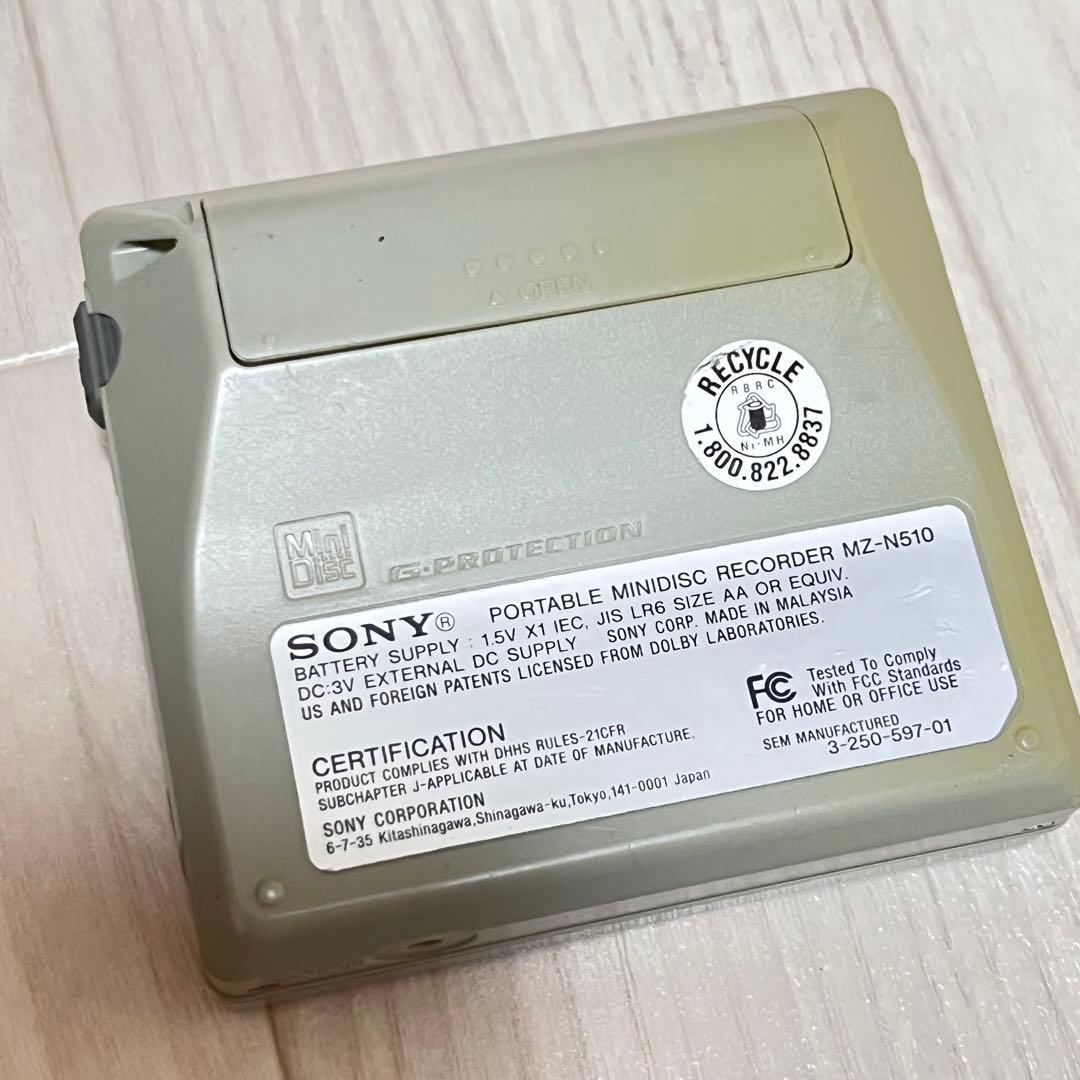 △ OPEN
RECYCLE
RBRC
Ni-MH
1.800.822.8837
Mini
Disc
G-PROTECTION
SONY® PORTABLE MINIDISC RECORDER MZ-N510
BATTERY SUPPLY : 1.5V X1 IEC, JIS LR6 SIZE AA OR EQUIV.
DC:3V EXTERNAL DC SUPPLY SONY CORP. MADE IN MALAYSIA
US AND FOREIGN PATENTS LICENSED FROM DOLBY LABORATORIES.
FC Tested To Comply
With FCC Standards
FOR HOME OR OFFICE USE
CERTIFICATION
PRODUCT COMPLIES WITH DHHS RULES-21CFR
SUBCHAPTER J-APPLICABLE AT DATE OF MANUFACTURE.
SEM MANUFACTURED
3-250-597-01
SONY CORPORATION
6-7-35 Kitashinagawa,Shinagawa-ku,Tokyo,141-0001 Japan